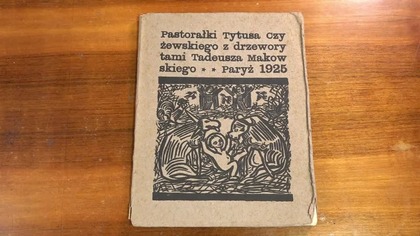 Pastorałki Tytusa Czy
żewskiego z drzewory
tami Tadeusza Makow
skiego » » Paryż 1925